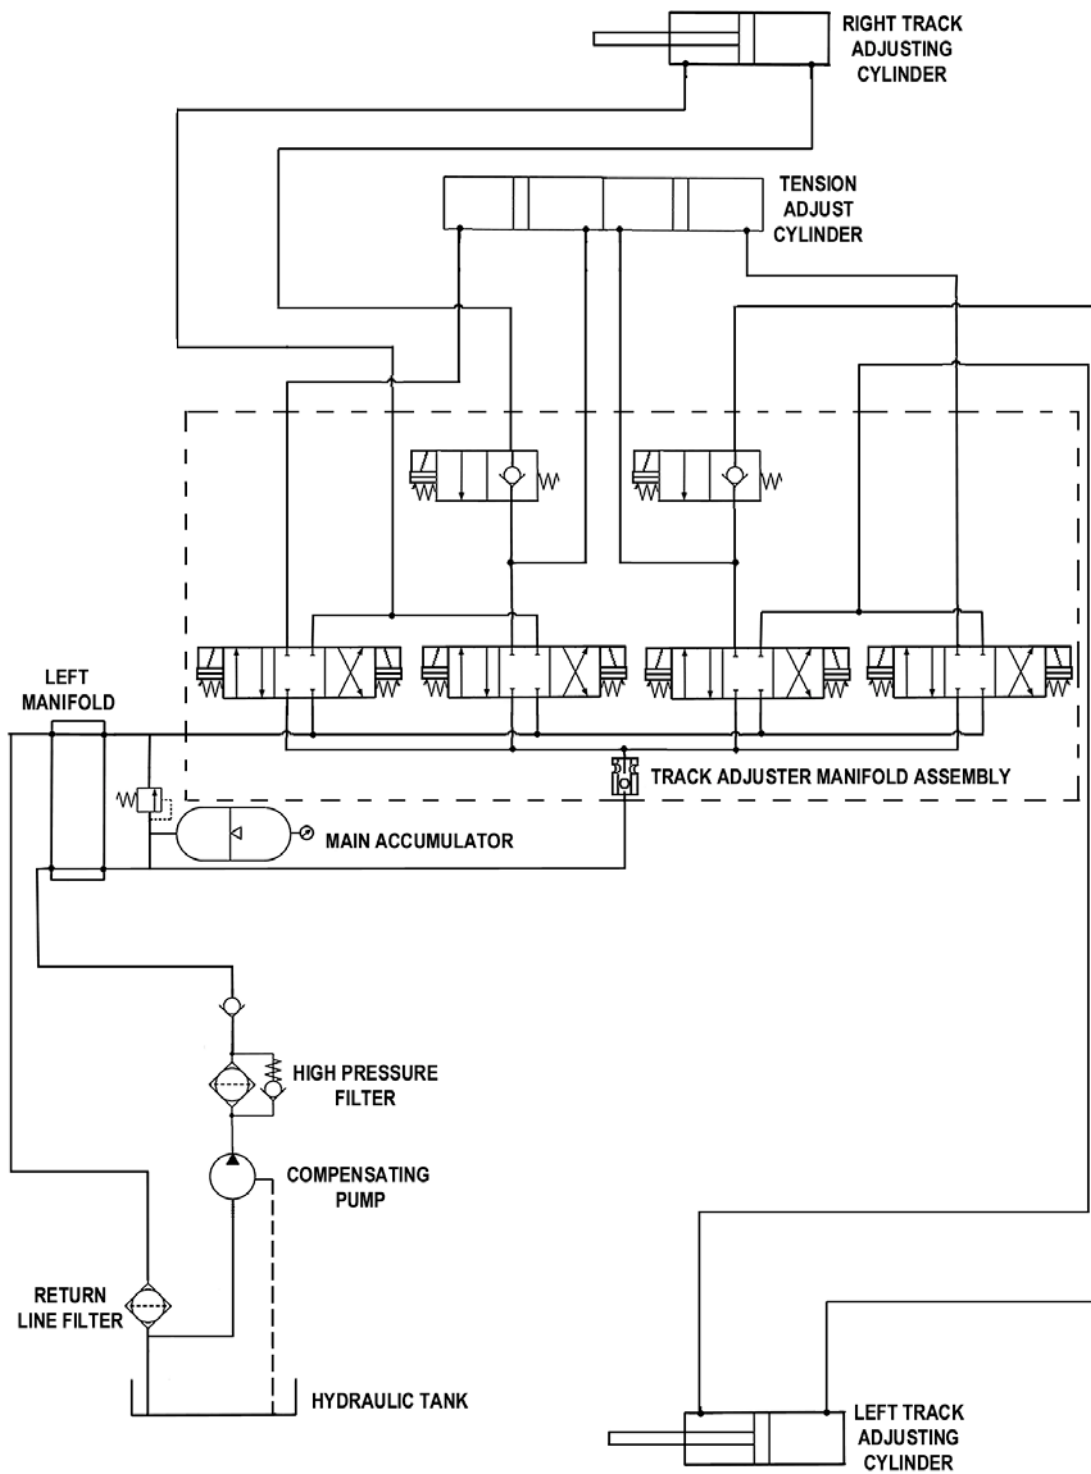 RIGHT TRACK
ADJUSTING
CYLINDER
TENSION
ADJUST
CYLINDER
LEFT
MANIFOLD
TRACK ADJUSTER MANIFOLD ASSEMBLY
MAIN ACCUMULATOR
HIGH PRESSURE
FILTER
COMPENSATING
PUMP
RETURN
LINE FILTER
HYDRAULIC TANK
LEFT TRACK
ADJUSTING
CYLINDER